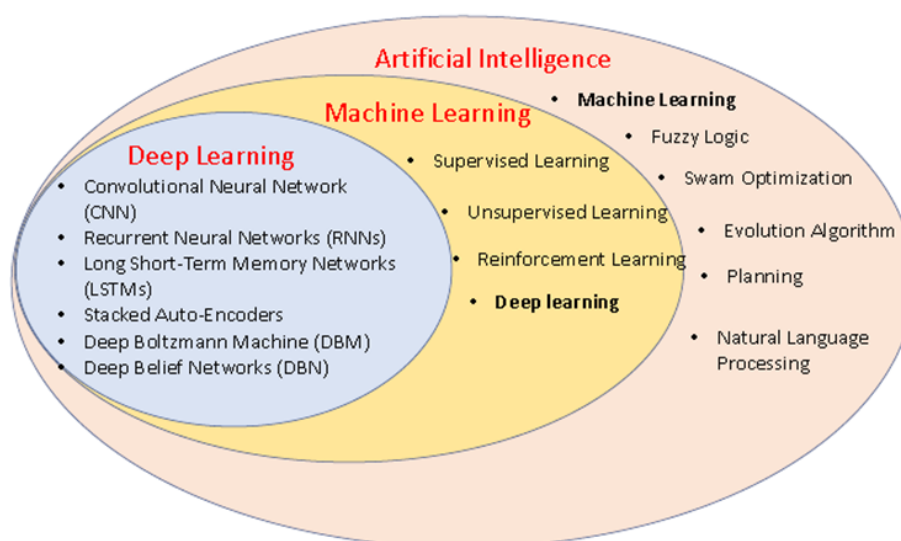 Artificial Intelligence
• Machine Learning
• Fuzzy Logic
• Swam Optimization
• Evolution Algorithm
• Planning
• Natural Language
Processing
Machine Learning
• Supervised Learning
• Unsupervised Learning
• Reinforcement Learning
• Deep learning
Deep Learning
• Convolutional Neural Network
(CNN)
• Recurrent Neural Networks (RNNs)
• Long Short-Term Memory Networks
(LSTMs)
• Stacked Auto-Encoders
• Deep Boltzmann Machine (DBM)
• Deep Belief Networks (DBN)